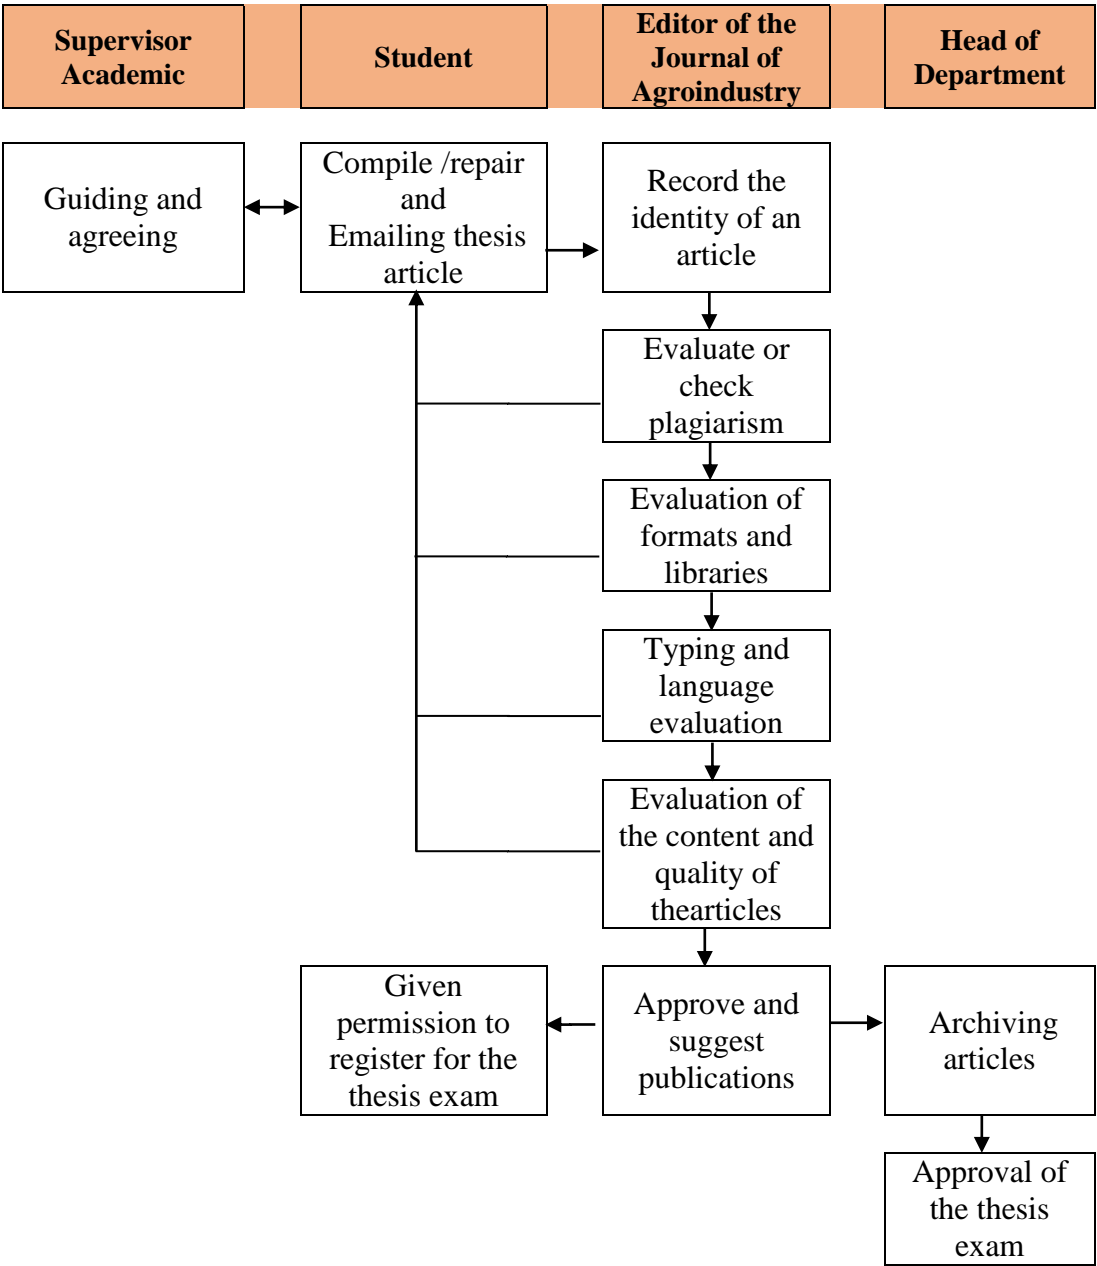 Supervisor
Academic
Student
Editor of the
Journal of
Agroindustry
Head of
Department
Guiding and
agreeing
Compile /repair
and
Emailing thesis
article
Record the
identity of an
article
Evaluate or
check
plagiarism
Evaluation of
formats and
libraries
Typing and
language
evaluation
Evaluation of
the content and
quality of
thearticles
Given
permission to
register for the
thesis exam
Approve and
suggest
publications
Archiving
articles
Approval of
the thesis
exam